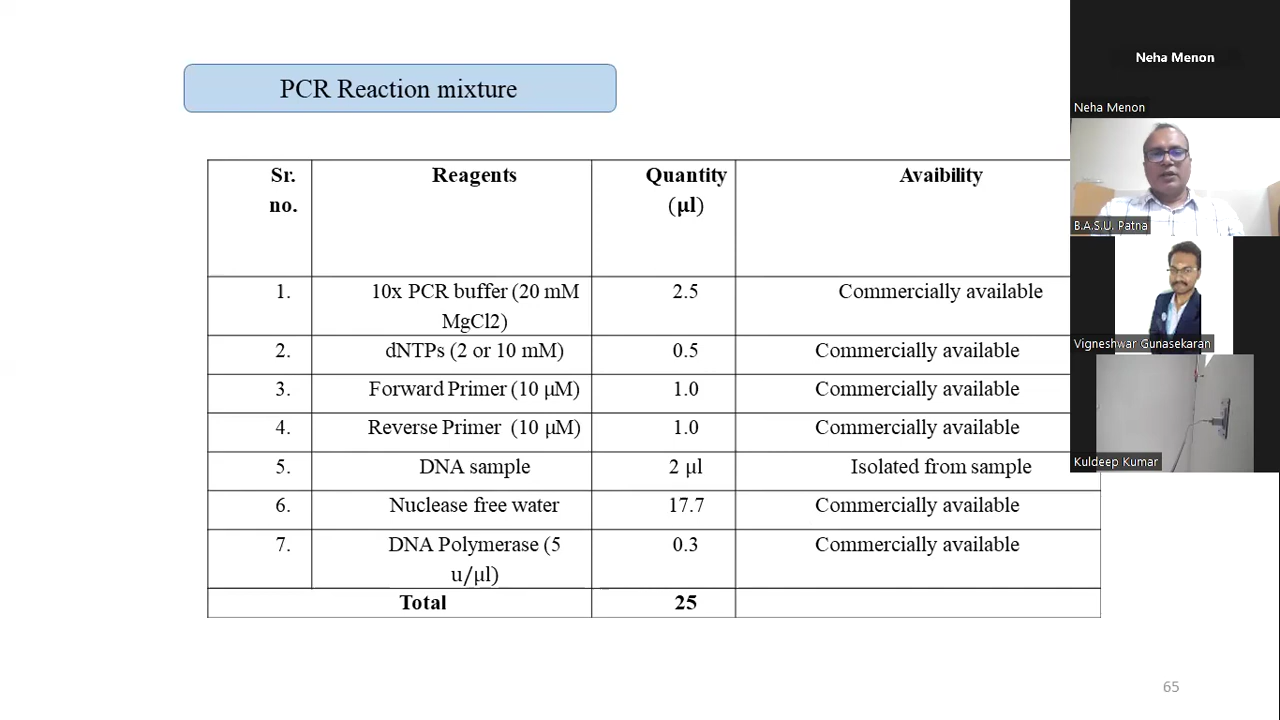 PCR Reaction mixture
Sr. no. Reagents Quantity (μl) Avaibility
1. 10x PCR buffer (20 mM MgCl2) 2.5 Commercially available
2. dNTPs (2 or 10 mM) 0.5 Commercially available
3. Forward Primer (10 μM) 1.0 Commercially available
4. Reverse Primer (10 μM) 1.0 Commercially available
5. DNA sample 2 μl Isolated from sample
6. Nuclease free water 17.7 Commercially available
7. DNA Polymerase (5 u/μl) 0.3 Commercially available
Total 25
65
Neha Menon
Neha Menon
B.A.S.U. Patna
Vigneshwar Gunasekaran
Kuldeep Kumar